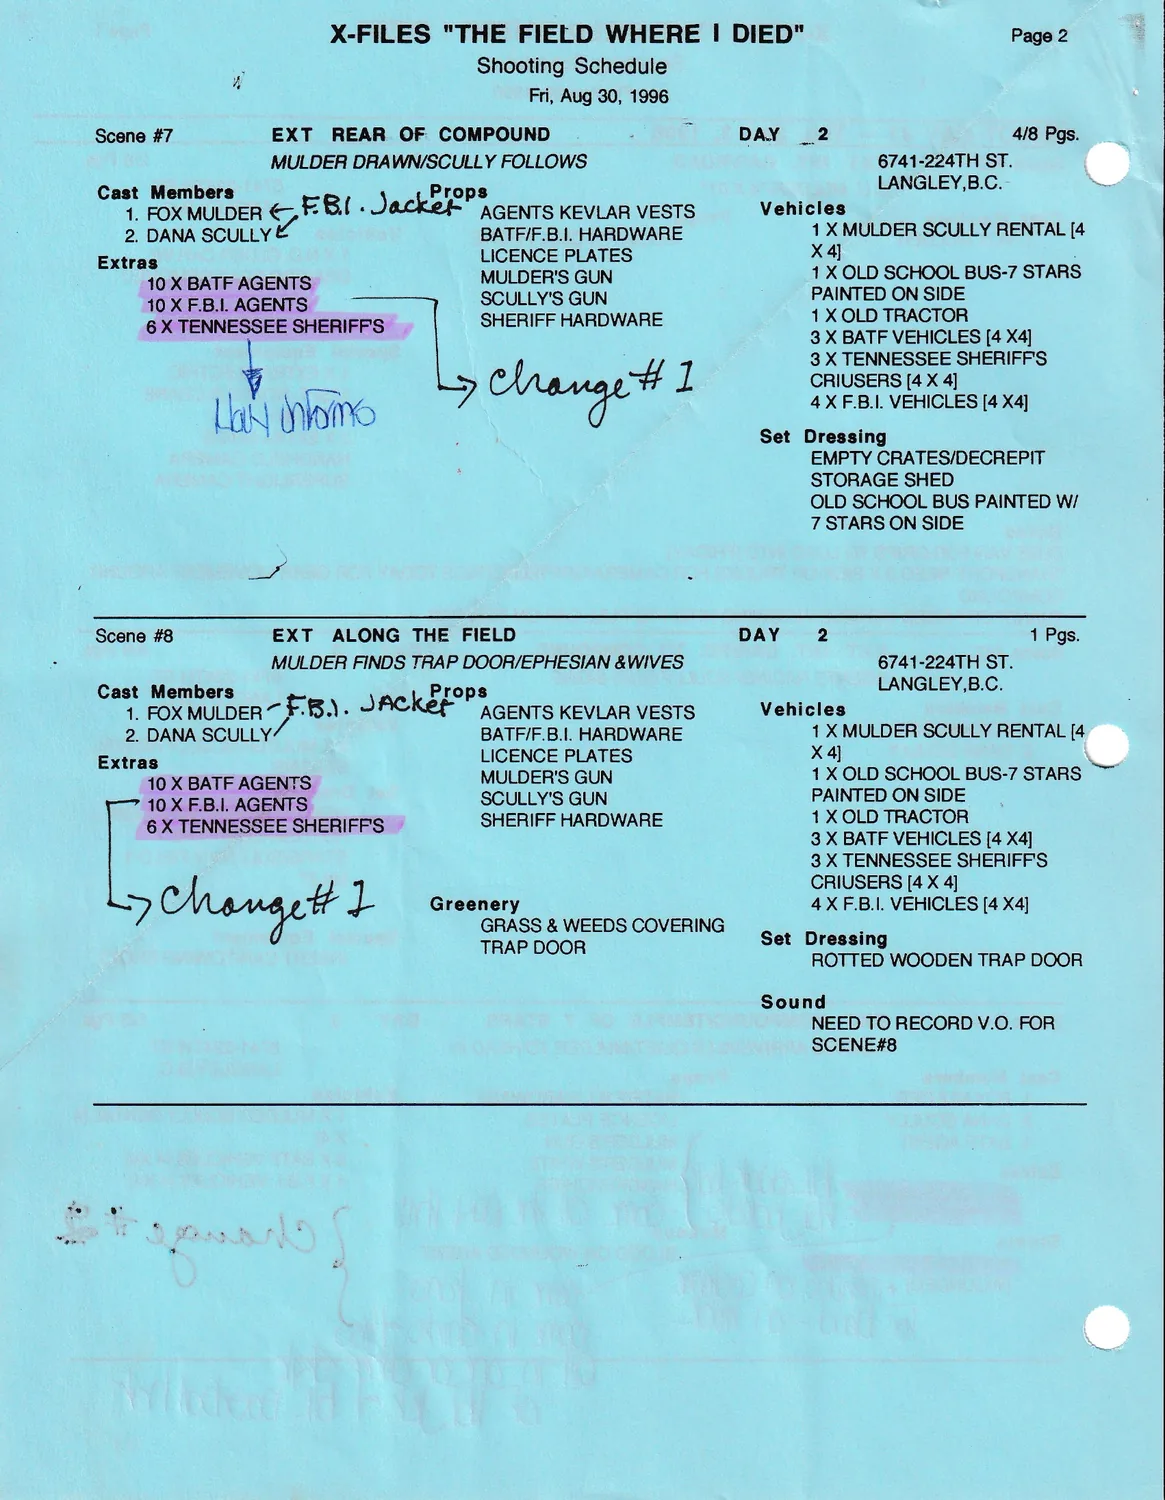 X-FILES "THE FIELD WHERE I DIED"
Page 2
Shooting Schedule
Fri, Aug 30, 1996
Scene #7 EXT REAR OF COMPOUND DAY 2 4/8 Pgs.
MULDER DRAWN/SCULLY FOLLOWS
6741-224TH ST.
LANGLEY,B.C.
Cast Members
1. FOX MULDER
2. DANA SCULLY
F.B.I. Jacket
Extras
10 X BATF AGENTS
10 X F.B.I. AGENTS
6 X TENNESSEE SHERIFF'S
change # 1
Props
AGENTS KEVLAR VESTS
BATF/F.B.I. HARDWARE
LICENCE PLATES
MULDER'S GUN
SCULLY'S GUN
SHERIFF HARDWARE
Vehicles
1 X MULDER SCULLY RENTAL [4
X 4]
1 X OLD SCHOOL BUS-7 STARS
PAINTED ON SIDE
1 X OLD TRACTOR
3 X BATF VEHICLES [4 X4]
3 X TENNESSEE SHERIFF'S
CRIUSERS [4 X 4]
4 X F.B.I. VEHICLES [4 X4]
Set Dressing
EMPTY CRATES/DECREPIT
STORAGE SHED
OLD SCHOOL BUS PAINTED W/
7 STARS ON SIDE
Scene #8 EXT ALONG THE FIELD DAY 2 1 Pgs.
MULDER FINDS TRAP DOOR/EPHESIAN &WIVES
6741-224TH ST.
LANGLEY,B.C.
Cast Members
1. FOX MULDER
2. DANA SCULLY
F.B.I. JACket
Extras
10 X BATF AGENTS
10 X F.B.I. AGENTS
6 X TENNESSEE SHERIFF'S
change # 1
Props
AGENTS KEVLAR VESTS
BATF/F.B.I. HARDWARE
LICENCE PLATES
MULDER'S GUN
SCULLY'S GUN
SHERIFF HARDWARE
Greenery
GRASS & WEEDS COVERING
TRAP DOOR
Vehicles
1 X MULDER SCULLY RENTAL [4
X 4]
1 X OLD SCHOOL BUS-7 STARS
PAINTED ON SIDE
1 X OLD TRACTOR
3 X BATF VEHICLES [4 X4]
3 X TENNESSEE SHERIFF'S
CRIUSERS [4 X 4]
4 X F.B.I. VEHICLES [4 X4]
Set Dressing
ROTTED WOODEN TRAP DOOR
Sound
NEED TO RECORD V.O. FOR
SCENE#8